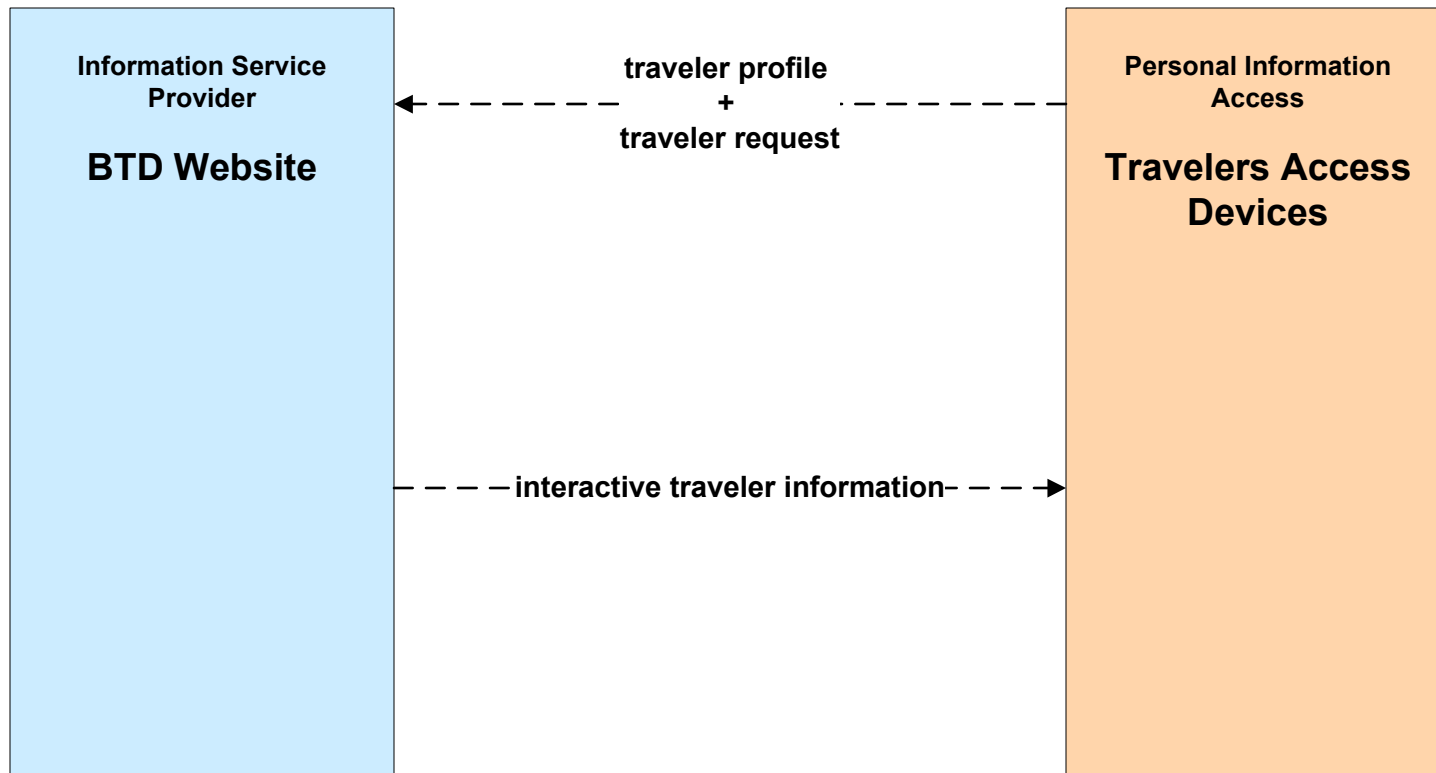 Information Service
Provider
BTD Website
traveler profile
+
traveler request
Personal Information
Access
Travelers Access
Devices
interactive traveler information